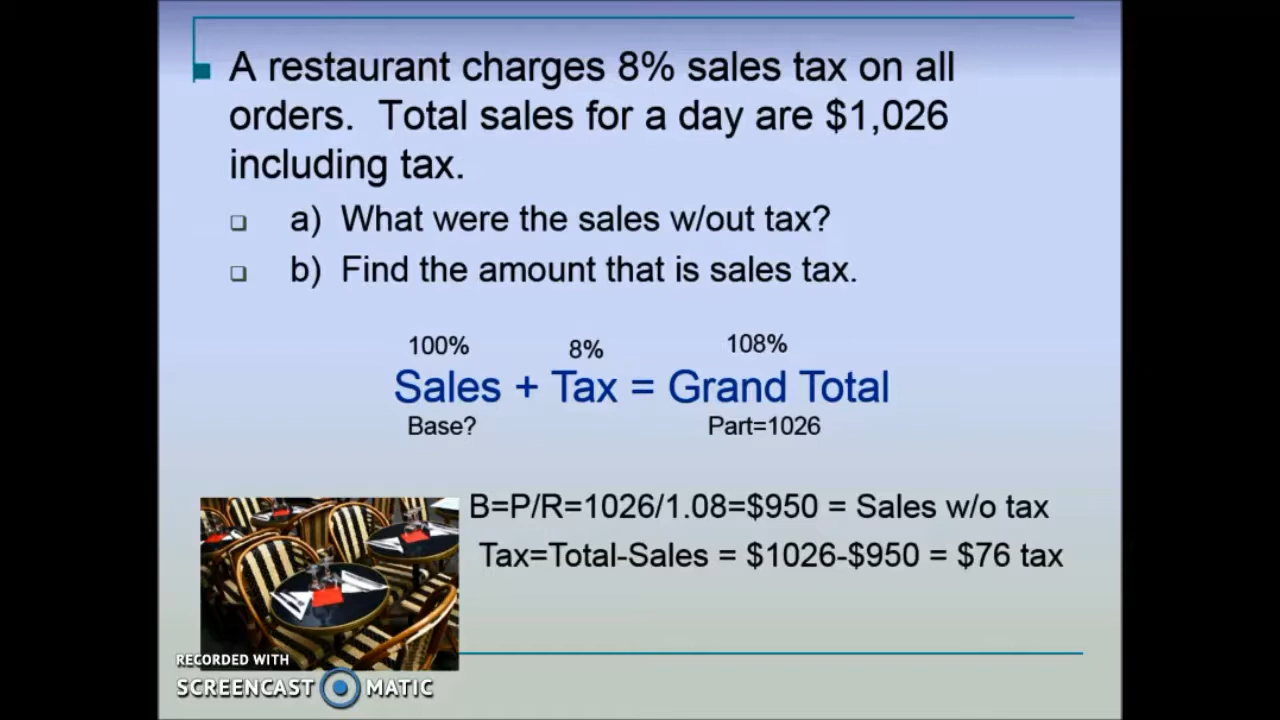 A restaurant charges 8% sales tax on all
orders. Total sales for a day are $1,026
including tax.
a) What were the sales w/out tax?
b) Find the amount that is sales tax.
100% 8% 108%
Sales + Tax = Grand Total
Base? Part=1026
B=P/R=1026/1.08=$950 = Sales w/o tax
Tax=Total-Sales = $1026-$950 = $76 tax
RECORDED WITH
SCREENCAST MATIC